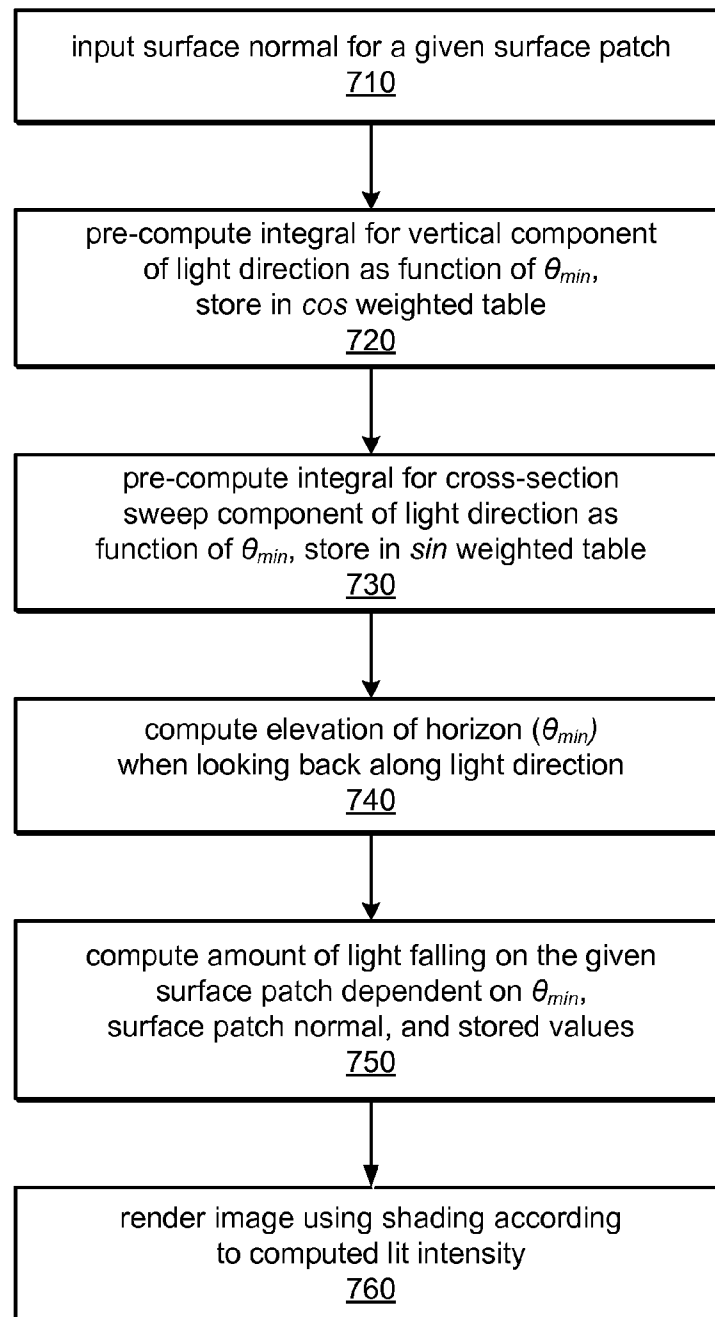 input surface normal for a given surface patch
710
pre-compute integral for vertical component
of light direction as function of θmin,
store in cos weighted table
720
pre-compute integral for cross-section
sweep component of light direction as
function of θmin, store in sin weighted table
730
compute elevation of horizon (θmin)
when looking back along light direction
740
compute amount of light falling on the given
surface patch dependent on θmin,
surface patch normal, and stored values
750
render image using shading according
to computed lit intensity
760